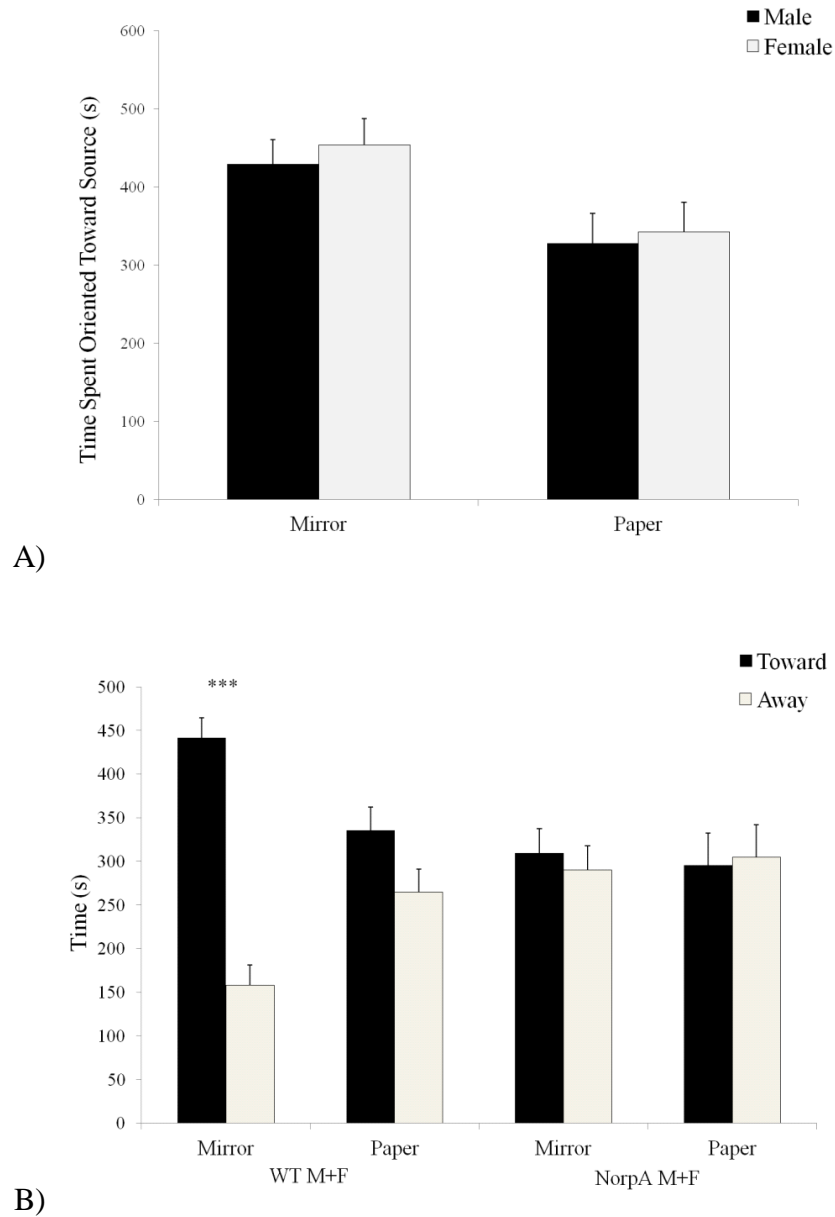 Male
Female
600
500
400
300
200
100
0
Time Spent Oriented Toward Source (s)
Mirror Paper
A)
Toward
Away
***
500
450
400
350
300
250
200
150
100
50
0
Time (s)
Mirror Paper Mirror Paper
WT M+F NorpA M+F
B)